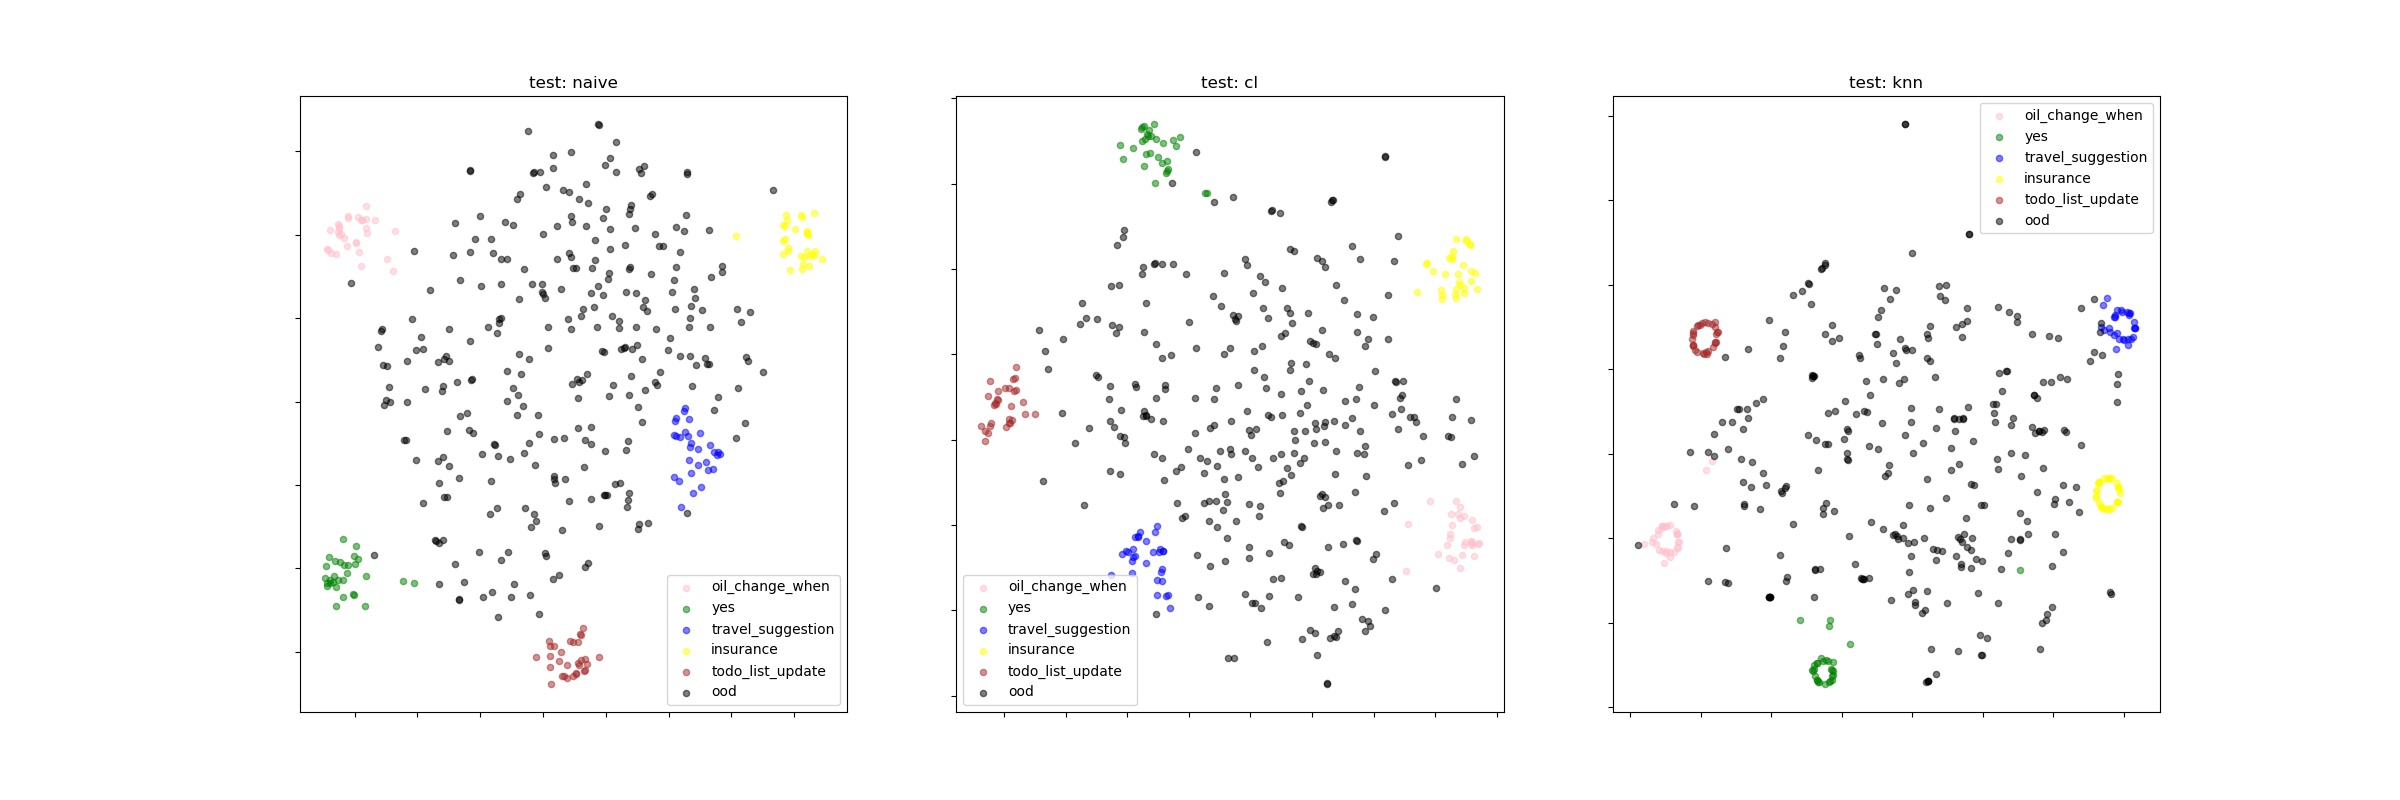 test: naive
oil_change_when
yes
travel_suggestion
insurance
todo_list_update
ood
test: cl
oil_change_when
yes
travel_suggestion
insurance
todo_list_update
ood
test: knn
oil_change_when
yes
travel_suggestion
insurance
todo_list_update
ood